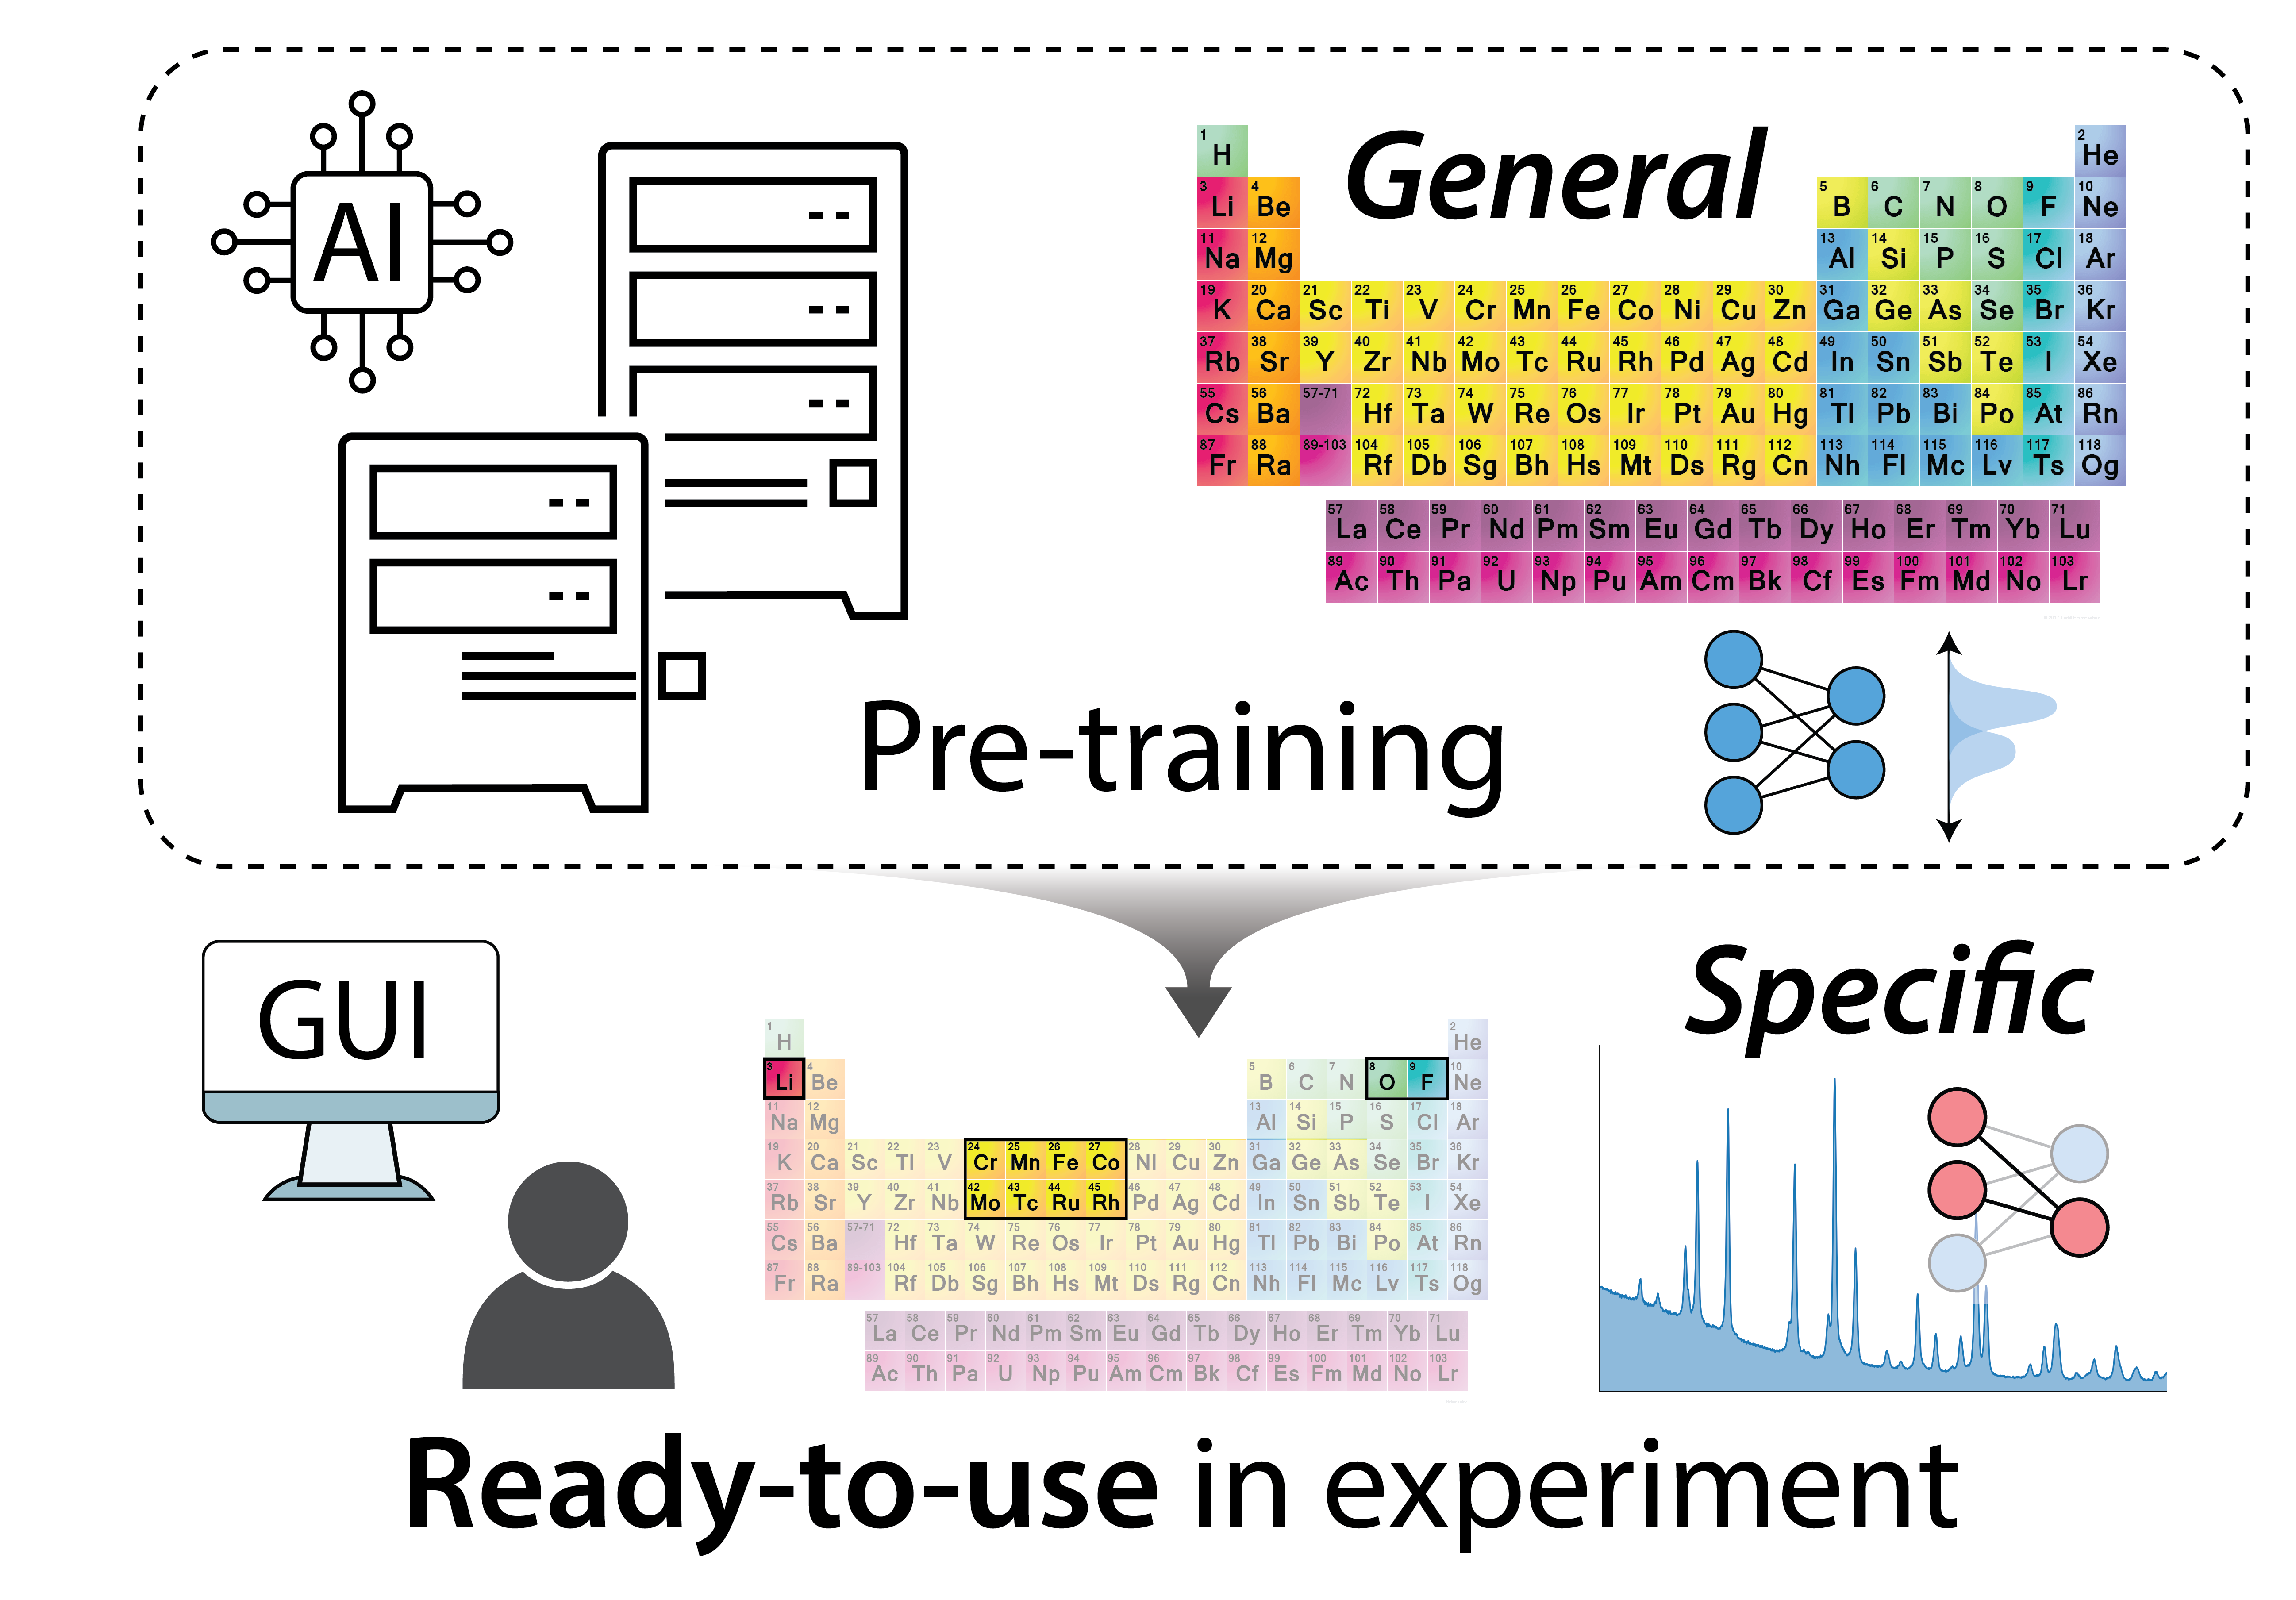 AI
General
1 2
H He
3 4 5 6 7 8 9 10
Li Be B C N O F Ne
11 12 13 14 15 16 17 18
Na Mg Al Si P S Cl Ar
19 20 21 22 23 24 25 26 27 28 29 30 31 32 33 34 35 36
K Ca Sc Ti V Cr Mn Fe Co Ni Cu Zn Ga Ge As Se Br Kr
37 38 39 40 41 42 43 44 45 46 47 48 49 50 51 52 53 54
Rb Sr Y Zr Nb Mo Tc Ru Rh Pd Ag Cd In Sn Sb Te I Xe
55 56 57-71 72 73 74 75 76 77 78 79 80 81 82 83 84 85 86
Cs Ba Hf Ta W Re Os Ir Pt Au Hg Tl Pb Bi Po At Rn
87 88 89-103 104 105 106 107 108 109 110 111 112 113 114 115 116 117 118
Fr Ra Rf Db Sg Bh Hs Mt Ds Rg Cn Nh Fl Mc Lv Ts Og
57 58 59 60 61 62 63 64 65 66 67 68 69 70 71
La Ce Pr Nd Pm Sm Eu Gd Tb Dy Ho Er Tm Yb Lu
89 90 91 92 93 94 95 96 97 98 99 100 101 102 103
Ac Th Pa U Np Pu Am Cm Bk Cf Es Fm Md No Lr
Pre-training
GUI
1 2
H He
3 4 5 6 7 8 9 10
Li Be B C N O F Ne
11 12 13 14 15 16 17 18
Na Mg Al Si P S Cl Ar
19 20 21 22 23 24 25 26 27 28 29 30 31 32 33 34 35 36
K Ca Sc Ti V Cr Mn Fe Co Ni Cu Zn Ga Ge As Se Br Kr
37 38 39 40 41 42 43 44 45 46 47 48 49 50 51 52 53 54
Rb Sr Y Zr Nb Mo Tc Ru Rh Pd Ag Cd In Sn Sb Te I Xe
55 56 57-71 72 73 74 75 76 77 78 79 80 81 82 83 84 85 86
Cs Ba Hf Ta W Re Os Ir Pt Au Hg Tl Pb Bi Po At Rn
87 88 89-103 104 105 106 107 108 109 110 111 112 113 114 115 116 117 118
Fr Ra Rf Db Sg Bh Hs Mt Ds Rg Cn Nh Fl Mc Lv Ts Og
57 58 59 60 61 62 63 64 65 66 67 68 69 70 71
La Ce Pr Nd Pm Sm Eu Gd Tb Dy Ho Er Tm Yb Lu
89 90 91 92 93 94 95 96 97 98 99 100 101 102 103
Ac Th Pa U Np Pu Am Cm Bk Cf Es Fm Md No Lr
Specific
Ready-to-use in experiment